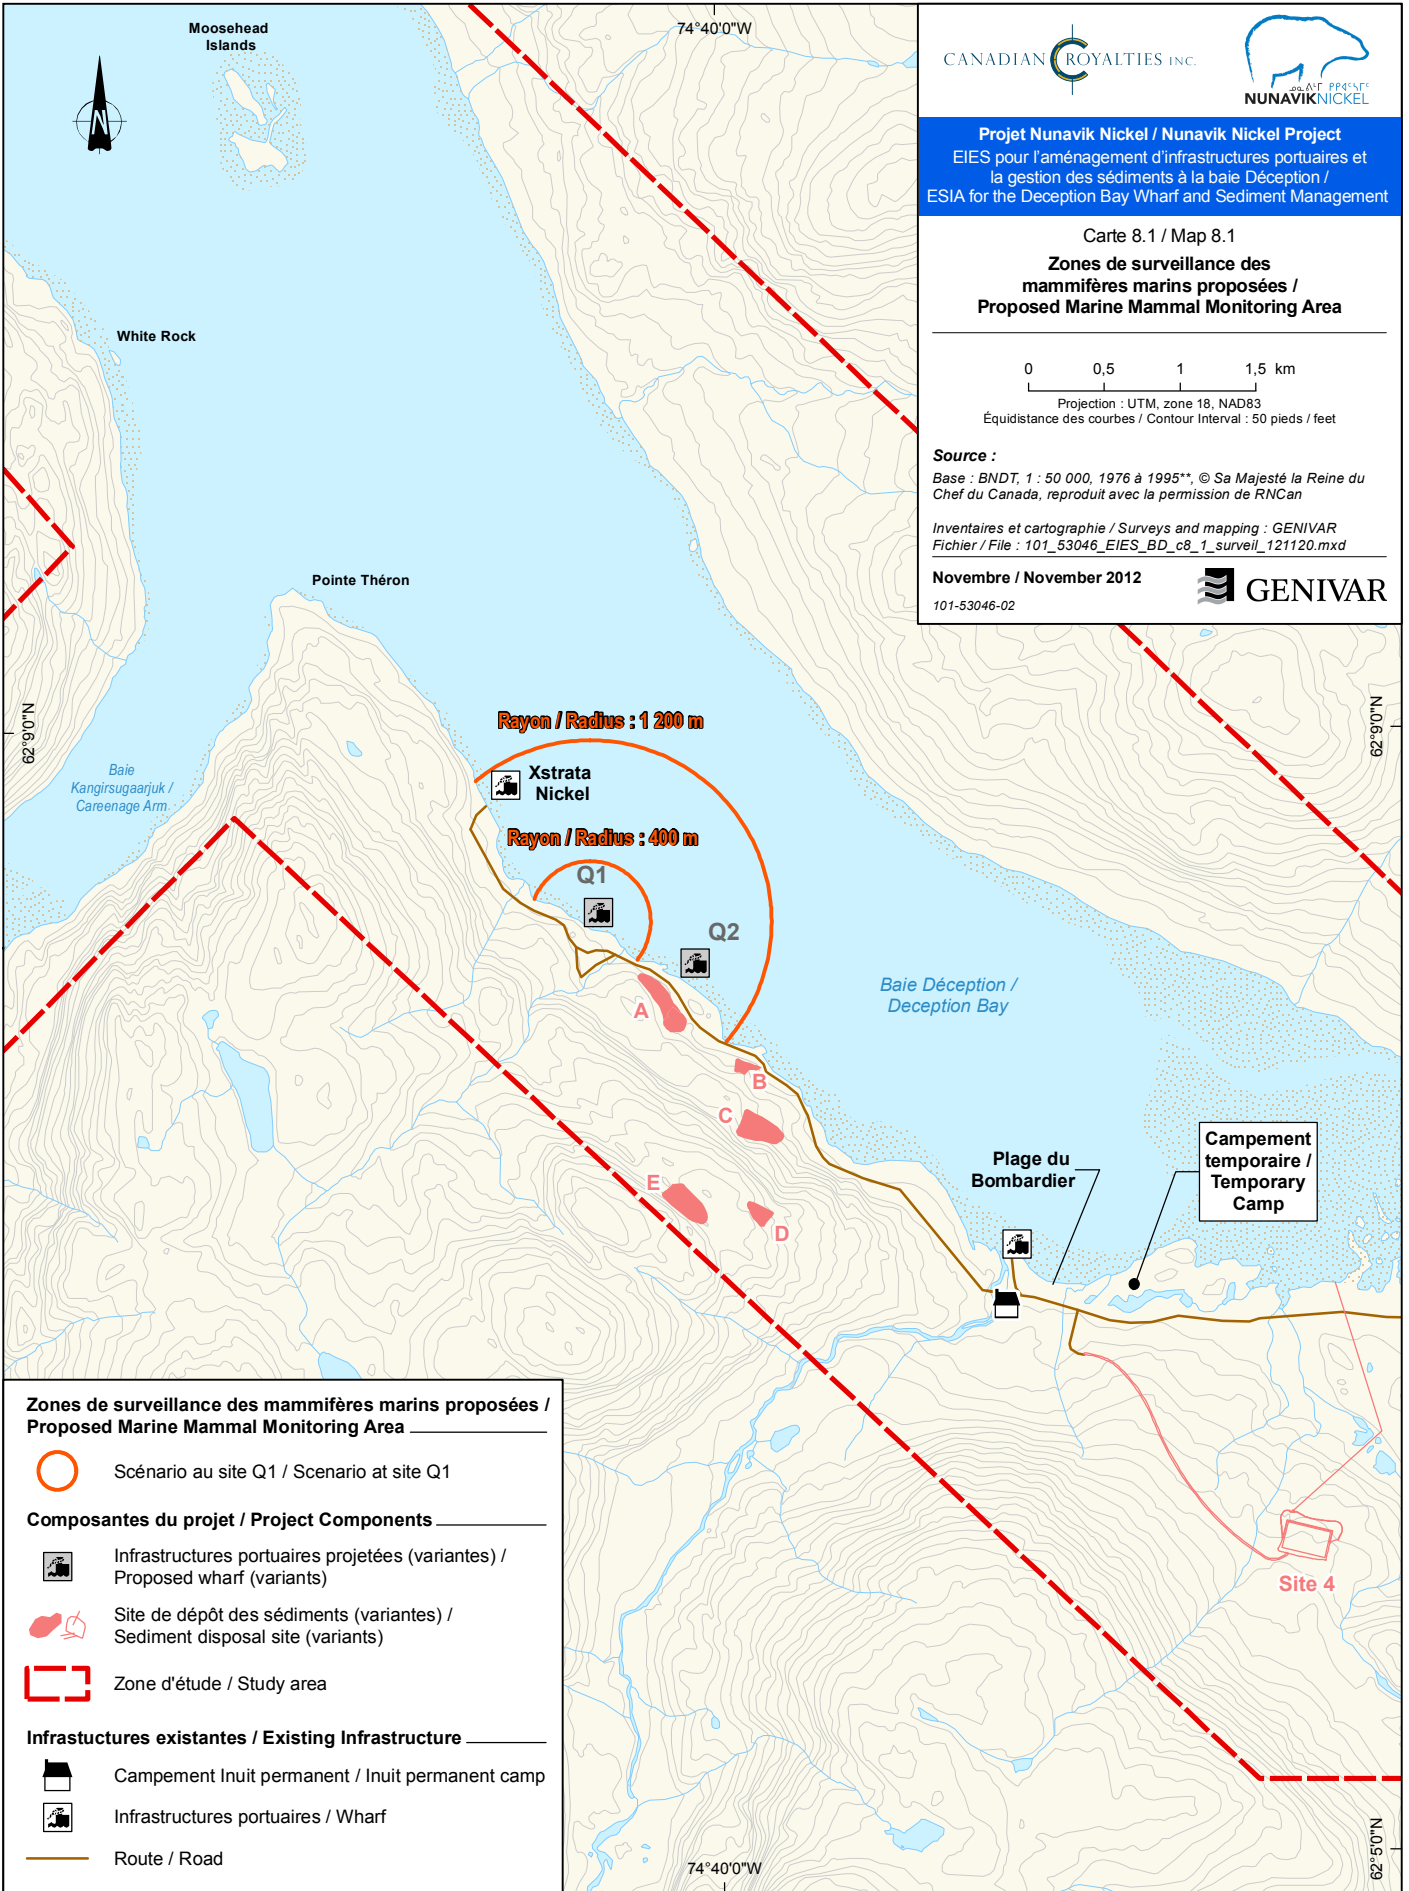 Moosehead
Islands
74°40'0"W
N
CANADIAN ROYALTIES INC.
NUNAVIKNICKEL
Projet Nunavik Nickel / Nunavik Nickel Project
EIES pour l'aménagement d'infrastructures portuaires et
la gestion des sédiments à la baie Déception /
ESIA for the Deception Bay Wharf and Sediment Management
Carte 8.1 / Map 8.1
Zones de surveillance des
mammifères marins proposées /
Proposed Marine Mammal Monitoring Area
0 0,5 1 1,5 km
Projection : UTM, zone 18, NAD83
Équidistance des courbes / Contour Interval : 50 pieds / feet
Source :
Base : BNDT, 1 : 50 000, 1976 à 1995**, © Sa Majesté la Reine du
Chef du Canada, reproduit avec la permission de RNCan
Inventaires et cartographie / Surveys and mapping : GENIVAR
Fichier / File : 101_53046_EIES_BD_c8_1_surveil_121120.mxd
Novembre / November 2012
101-53046-02
GENIVAR
White Rock
Pointe Théron
62°9'0"N
62°9'0"N
Rayon / Radius : 1 200 m
Xstrata
Nickel
Baie
Kangirsugaarjuk /
Careenage Arm
Rayon / Radius : 400 m
Q1
Q2
Baie Déception /
Deception Bay
A
B
C
E
D
Plage du
Bombardier
Campement
temporaire /
Temporary
Camp
Site 4
Zones de surveillance des mammifères marins proposées /
Proposed Marine Mammal Monitoring Area
Scénario au site Q1 / Scenario at site Q1
Composantes du projet / Project Components
Infrastructures portuaires projetées (variantes) /
Proposed wharf (variants)
Site de dépôt des sédiments (variantes) /
Sediment disposal site (variants)
Zone d'étude / Study area
Infrastuctures existantes / Existing Infrastructure
Campement Inuit permanent / Inuit permanent camp
Infrastructures portuaires / Wharf
Route / Road
74°40'0"W
62°5'0"N